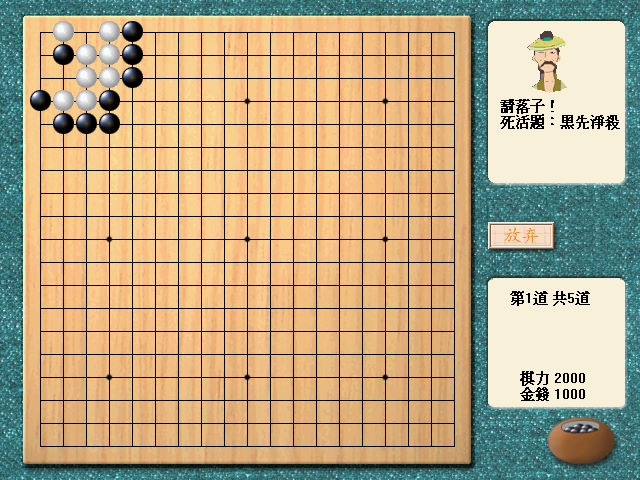 請落子！
死活題：黑先淨殺
放弃
第1道 共5道
棋力 2000
金錢 1000